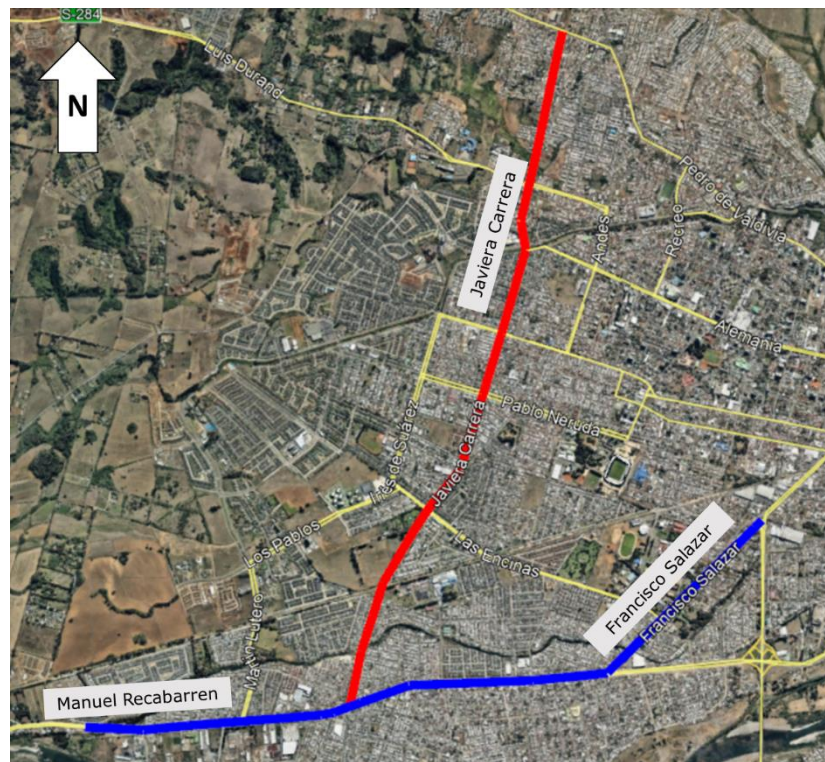 S-284
N
Luis Durand
Javiera Carrera
Pedro de Valdivia
Andes
Recreo
Alemania
Pablo Neruda
Inés de Suárez
Javiera Carrera
Los Pablos
Las Encinas
Francisco Salazar
Francisco Salazar
Martín Lutero
Manuel Recabarren